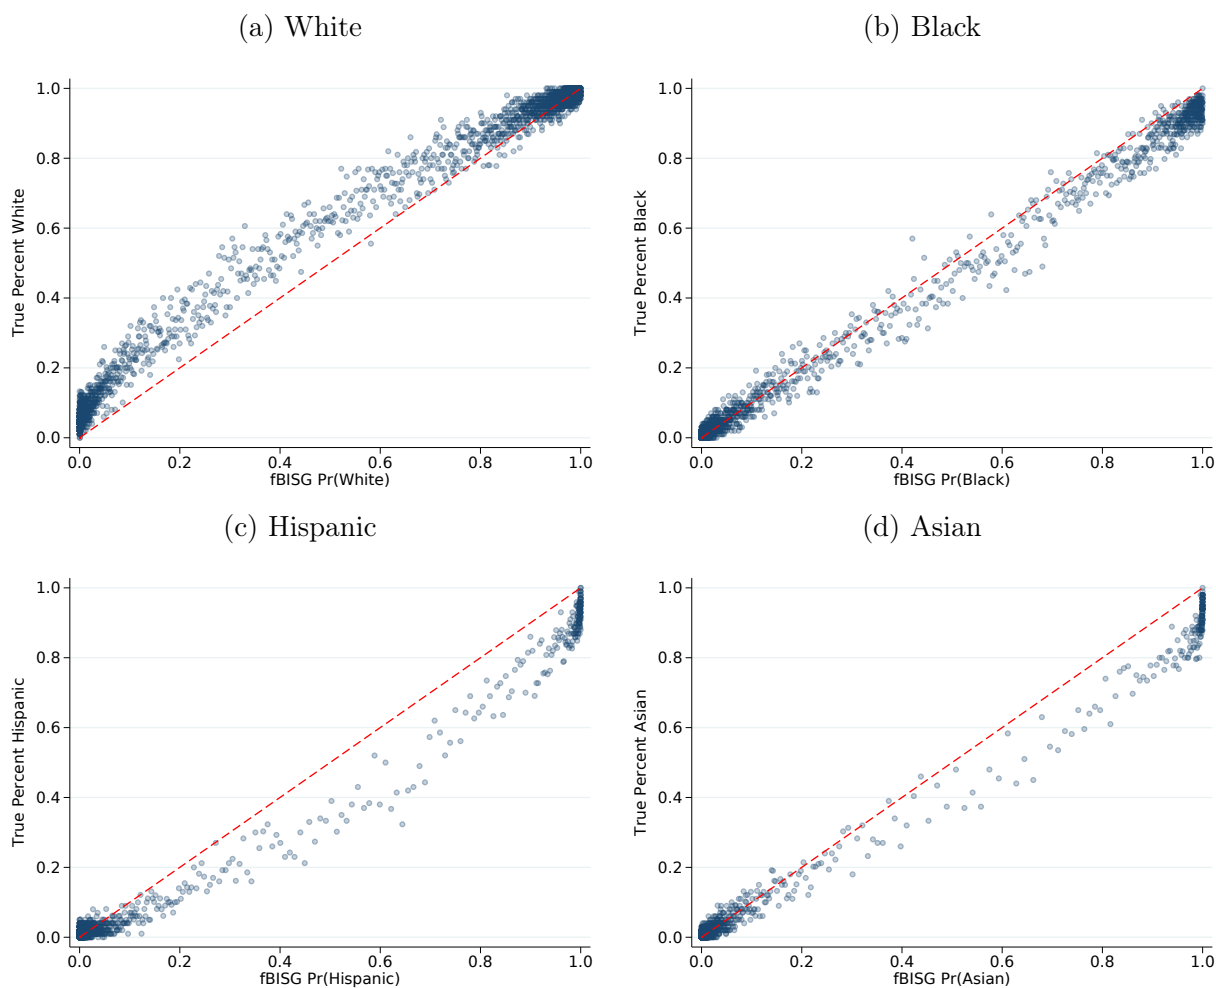 (a) White
(b) Black
True Percent White
1.0
0.8
0.6
0.4
0.2
0.0
0.0 0.2 0.4 0.6 0.8 1.0
fBISG Pr(White)
True Percent Black
1.0
0.8
0.6
0.4
0.2
0.0
0.0 0.2 0.4 0.6 0.8 1.0
fBISG Pr(Black)
(c) Hispanic
(d) Asian
True Percent Hispanic
1.0
0.8
0.6
0.4
0.2
0.0
0.0 0.2 0.4 0.6 0.8 1.0
fBISG Pr(Hispanic)
True Percent Asian
1.0
0.8
0.6
0.4
0.2
0.0
0.0 0.2 0.4 0.6 0.8 1.0
fBISG Pr(Asian)